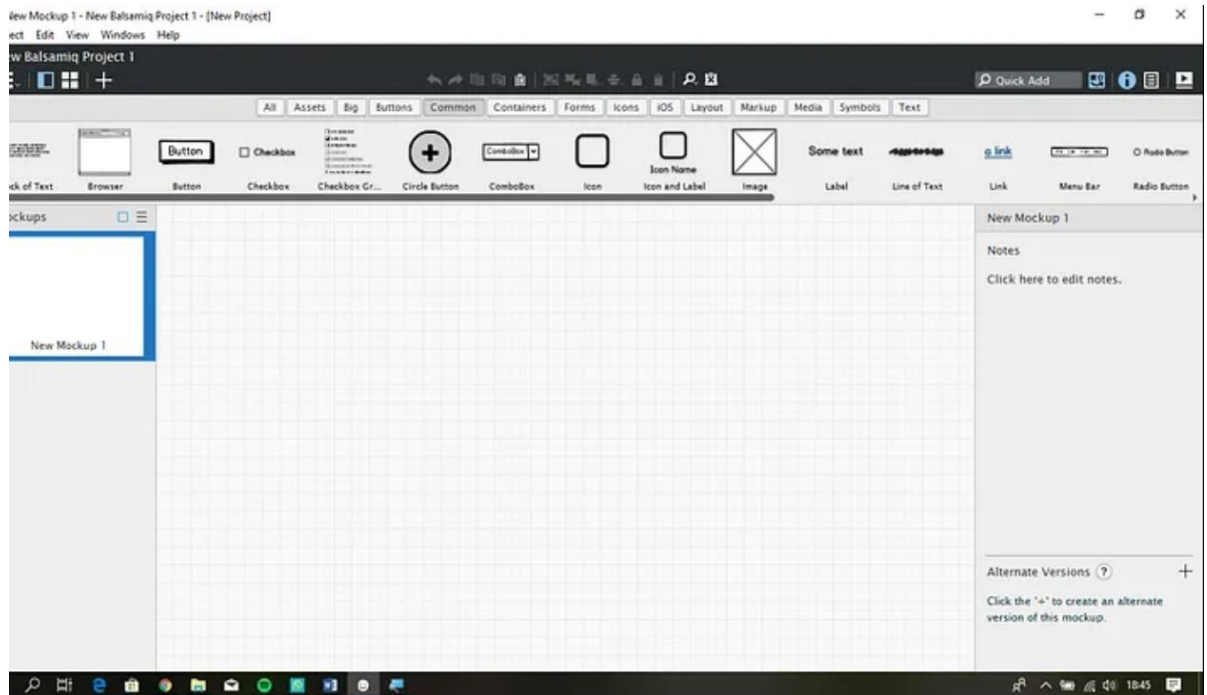 New Mockup 1 - New Balsamiq Project 1 - [New Project]
ect Edit View Windows Help
ew Balsamiq Project 1
Quick Add
All Assets Big Buttons Common Containers Forms Icons iOS Layout Markup Media Symbols Text
Button Checkbox ComboBox Icon Name Some text a link Radio Button
ck of Text Browser Button Checkbox Checkbox Gr... Circle Button ComboBox Icon Icon and Label Image Label Line of Text Link Menu Bar Radio Button
ockups
New Mockup 1
New Mockup 1
Notes
Click here to edit notes.
Alternate Versions ?
Click the "+" to create an alternate
version of this mockup.
18:45